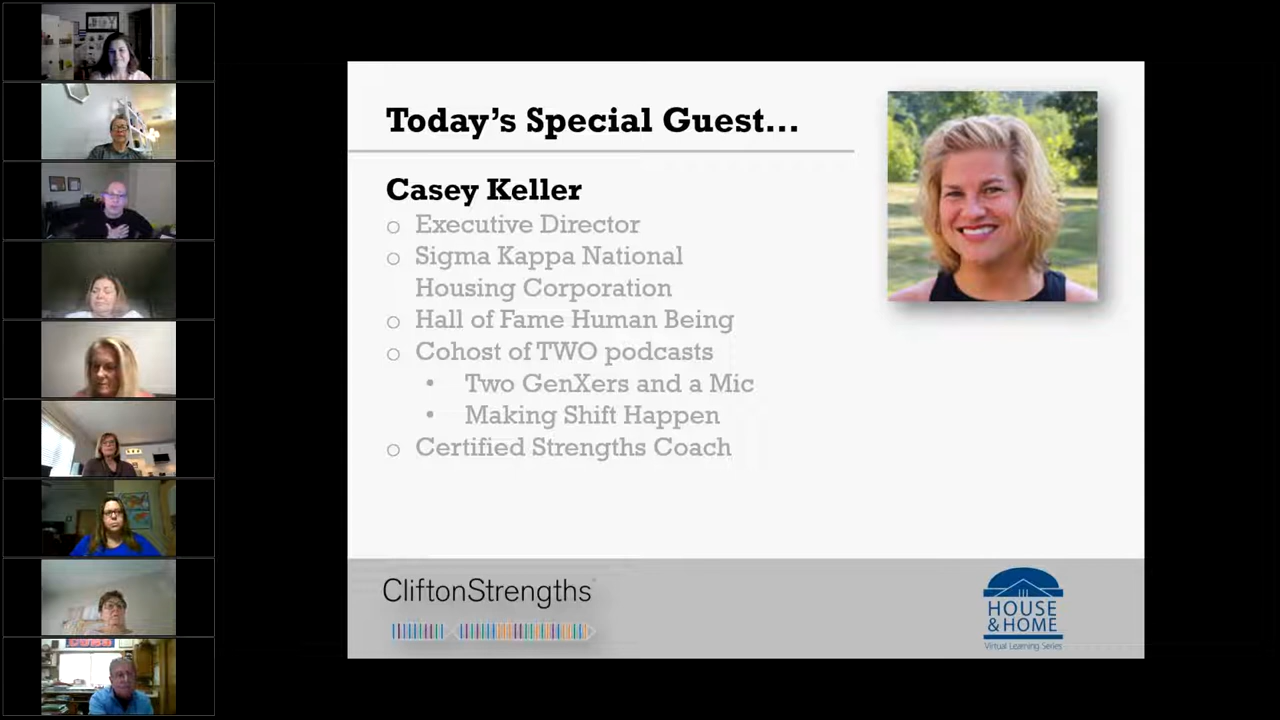 Today's Special Guest...
Casey Keller
Executive Director
Sigma Kappa National
Housing Corporation
Hall of Fame Human Being
Cohost of TWO podcasts
Two GenXers and a Mic
Making Shift Happen
Certified Strengths Coach
CliftonStrengths
HOUSE
& HOME
Virtual Learning Series